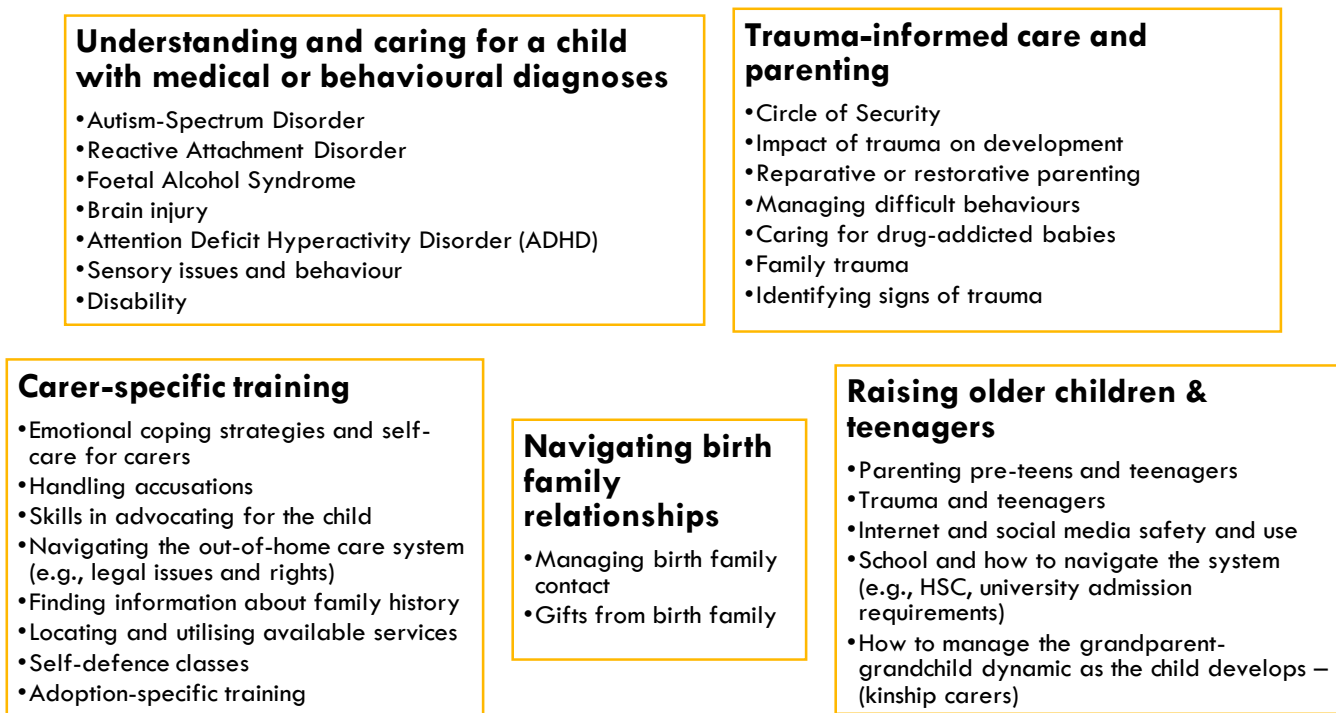 Understanding and caring for a child
with medical or behavioural diagnoses
•Autism-Spectrum Disorder
•Reactive Attachment Disorder
•Foetal Alcohol Syndrome
•Brain injury
•Attention Deficit Hyperactivity Disorder (ADHD)
•Sensory issues and behaviour
•Disability
Trauma-informed care and
parenting
•Circle of Security
•Impact of trauma on development
•Reparative or restorative parenting
•Managing difficult behaviours
•Caring for drug-addicted babies
•Family trauma
•Identifying signs of trauma
Carer-specific training
•Emotional coping strategies and self-
care for carers
•Handling accusations
•Skills in advocating for the child
•Navigating the out-of-home care system
(e.g., legal issues and rights)
•Finding information about family history
•Locating and utilising available services
•Self-defence classes
•Adoption-specific training
Navigating birth
family
relationships
•Managing birth family
contact
•Gifts from birth family
Raising older children &
teenagers
•Parenting pre-teens and teenagers
•Trauma and teenagers
•Internet and social media safety and use
•School and how to navigate the system
(e.g., HSC, university admission
requirements)
•How to manage the grandparent-
grandchild dynamic as the child develops –
(kinship carers)